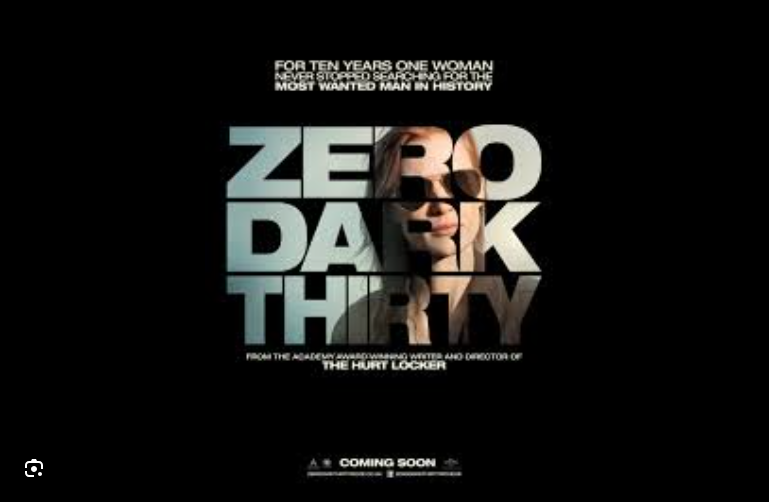 FOR TEN YEARS ONE WOMAN
NEVER STOPPED SEARCHING FOR THE
MOST WANTED MAN IN HISTORY
ZERO
DARK
THIRTY
FROM THE ACADEMY AWARD WINNING WRITER AND DIRECTOR OF
THE HURT LOCKER
COMING SOON